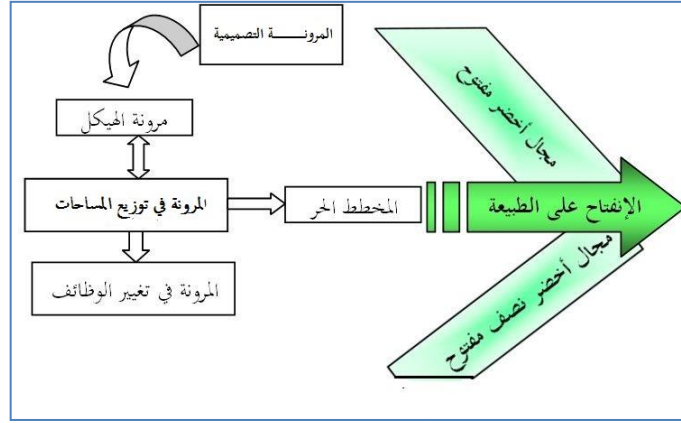 المرونــــــــة التصميمية
مجال أخضر مفتوح
مرونة الهيكل
المرونة في توزيع المساحات
المخطط الحر
الإنفتاح على الطبيعة
المرونة في تغيير الوظائف
مجال أخضر نصف مفتوح